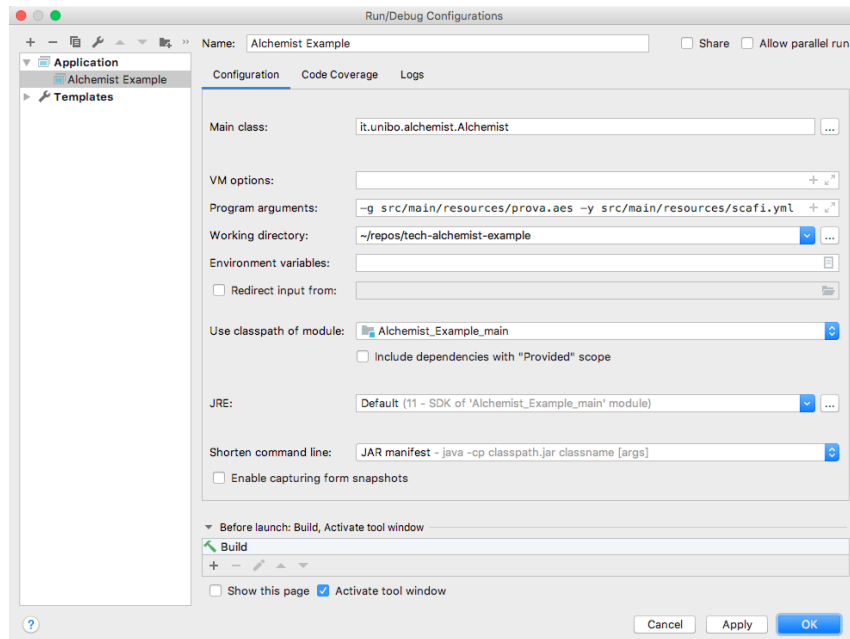 Run/Debug Configurations
Name: Alchemist Example Share Allow parallel run
Application
Alchemist Example
Templates
Configuration Code Coverage Logs
Main class: it.unibo.alchemist.Alchemist ...
VM options:
Program arguments: -g src/main/resources/prova.aes -y src/main/resources/scafi.yml
Working directory: ~/repos/tech-alchemist-example ...
Environment variables:
Redirect input from:
Use classpath of module: Alchemist_Example_main
Include dependencies with "Provided" scope
JRE: Default (11 - SDK of 'Alchemist_Example_main' module) ...
Shorten command line: JAR manifest - java -cp classpath.jar classname [args]
Enable capturing form snapshots
Before launch: Build, Activate tool window
Build
Show this page Activate tool window
? Cancel Apply OK